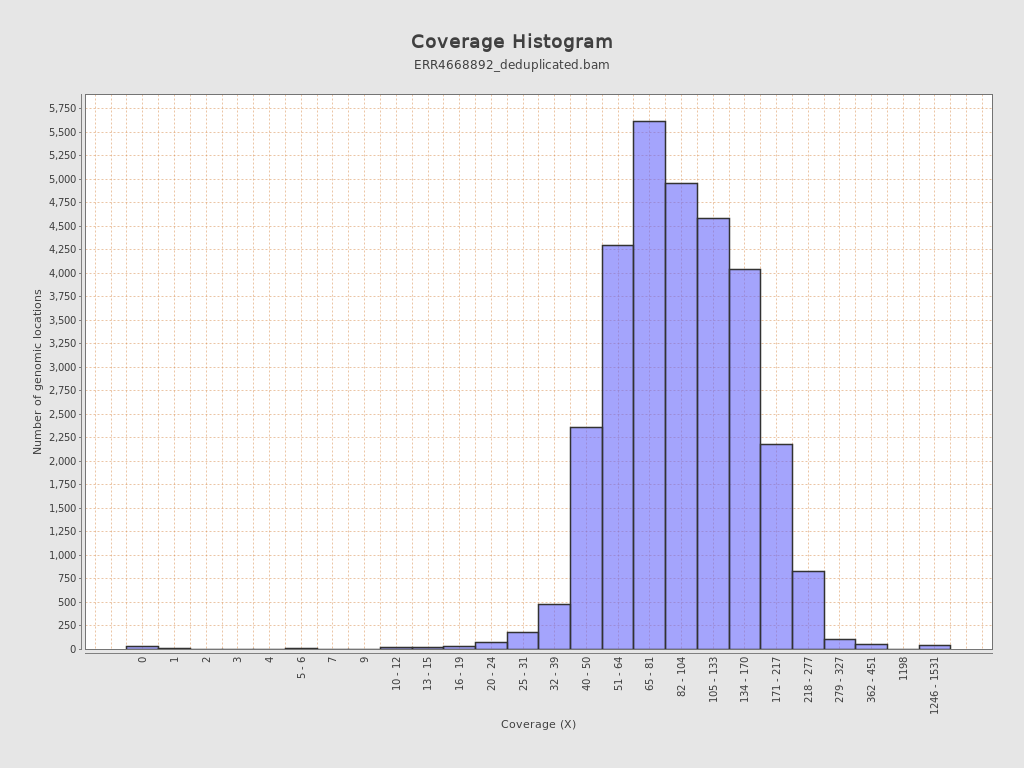 Coverage Histogram
ERR4668892_deduplicated.bam
Number of genomic locations
5,750
5,500
5,250
5,000
4,750
4,500
4,250
4,000
3,750
3,500
3,250
3,000
2,750
2,500
2,250
2,000
1,750
1,500
1,250
1,000
750
500
250
0
0
1
2
3
4
5 - 6
7
9
10 - 12
13 - 15
16 - 19
20 - 24
25 - 31
32 - 39
40 - 50
51 - 64
65 - 81
82 - 104
105 - 133
134 - 170
171 - 217
218 - 277
279 - 327
362 - 451
1198
1246 - 1531
Coverage (X)